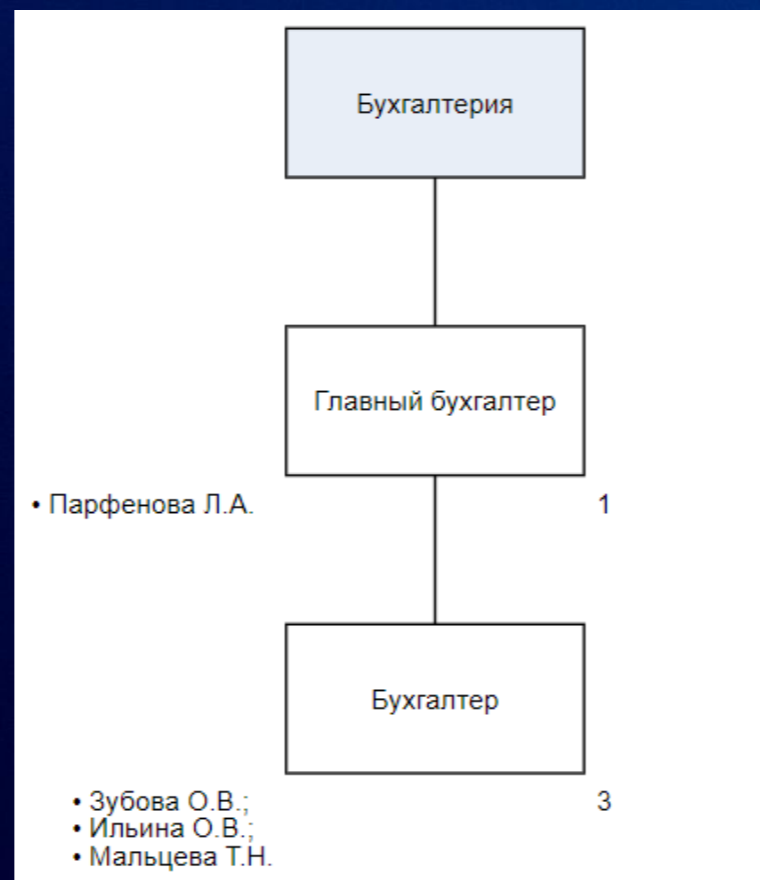 Бухгалтерия
Главный бухгалтер
• Парфенова Л.А. 1
Бухгалтер
• Зубова О.В.; 3
• Ильина О.В.;
• Мальцева Т.Н.